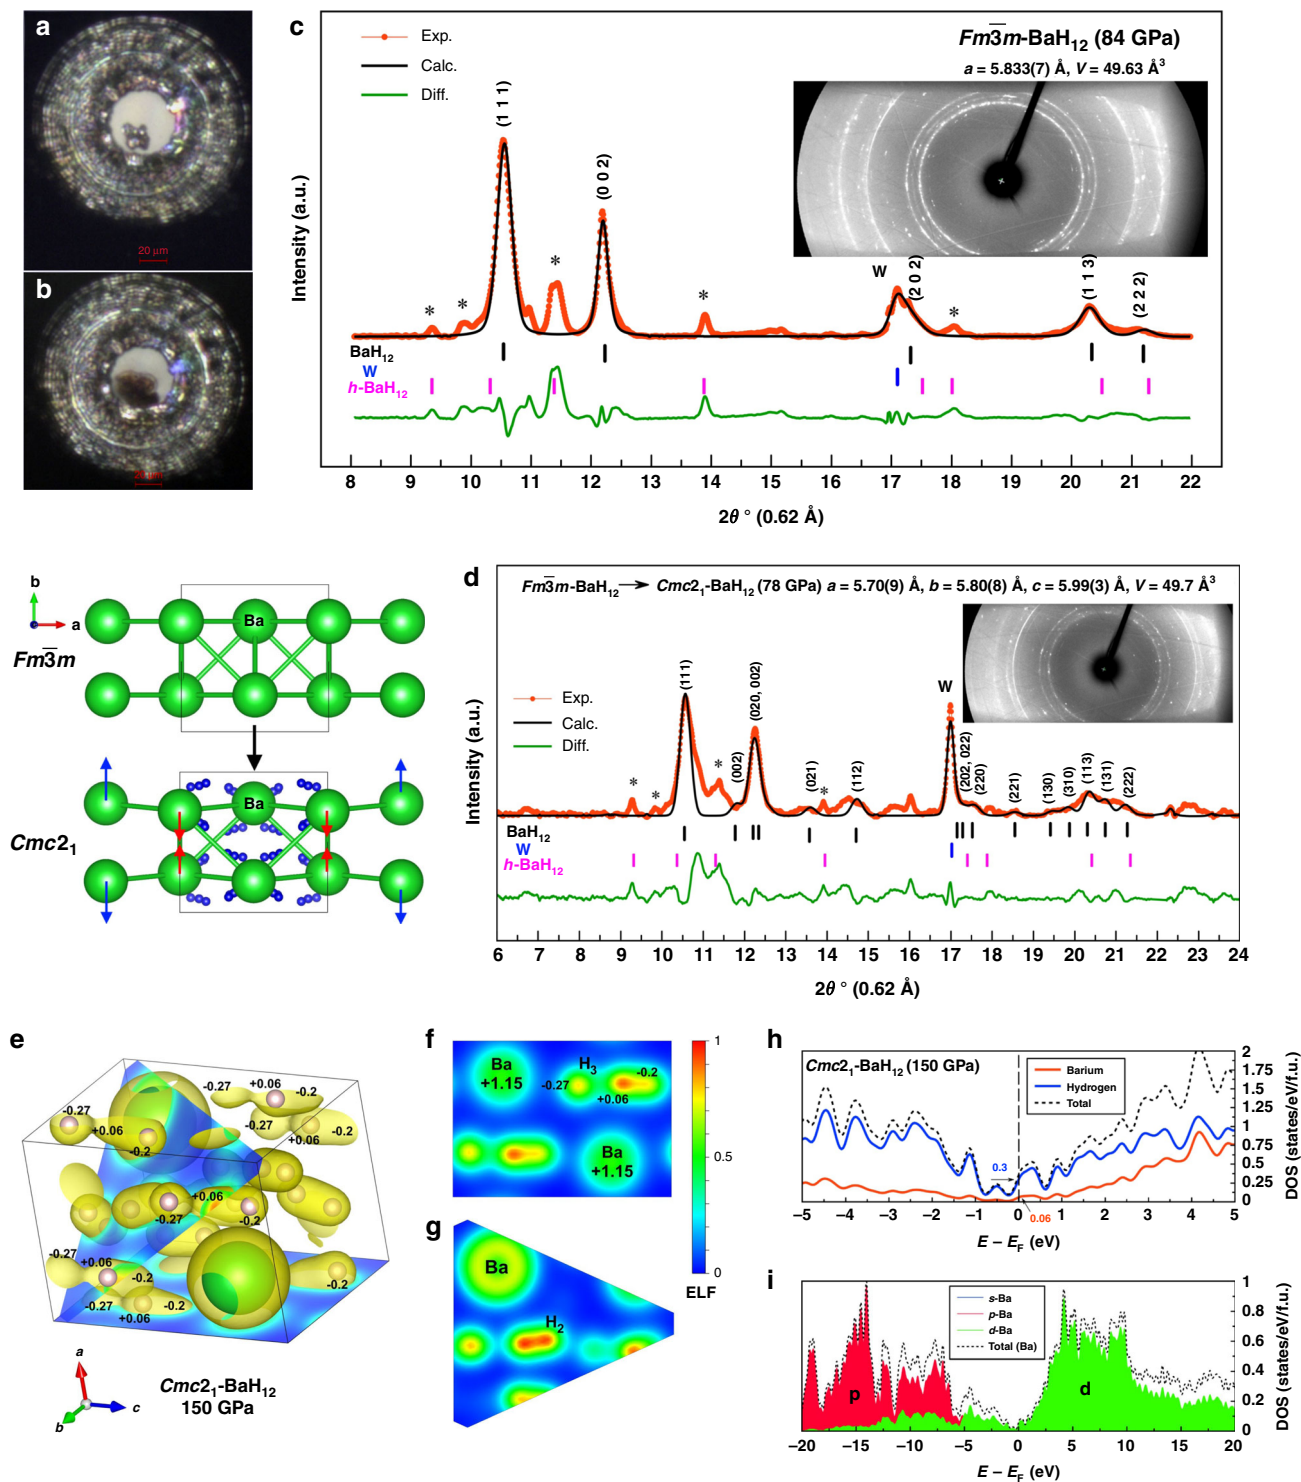 a
20 μm
b
20 μm
c
Exp.
Calc.
Diff.
Fm3̅m-BaH₁₂ (84 GPa)
a = 5.833(7) Å, V = 49.63 Å³
Intensity (a.u.)
(1 1 1)
(0 0 2)
W
(2 0 2)
(1 1 3)
(2 2 2)
* * * * *
BaH₁₂
W
h-BaH₁₂
8 9 10 11 12 13 14 15 16 17 18 19 20 21 22
2θ ° (0.62 Å)
b
a
Fm3̅m
Ba
Cmc2₁
Ba
d
Fm3̅m-BaH₁₂ → Cmc2₁-BaH₁₂ (78 GPa) a = 5.70(9) Å, b = 5.80(8) Å, c = 5.99(3) Å, V = 49.7 Å³
Exp.
Calc.
Diff.
Intensity (a.u.)
* * * *
(111)
(002)
(020, 002)
(021)
(112)
W
(202, 022)
(220)
(221)
(130)
(310)
(113)
(131)
(222)
BaH₁₂
W
h-BaH₁₂
6 7 8 9 10 11 12 13 14 15 16 17 18 19 20 21 22 23 24
2θ ° (0.62 Å)
e
-0.27 +0.06 -0.2
-0.27 +0.06 -0.2
+0.06 -0.2
-0.27 +0.06 -0.2
-0.27 +0.06 -0.2
-0.27 +0.06 -0.2
-0.2
a
b
c
Cmc2₁-BaH₁₂
150 GPa
f
Ba
+1.15
H₃
-0.27
-0.2
+0.06
Ba
+1.15
1
0.5
0
ELF
g
Ba
H₂
h
Cmc2₁-BaH₁₂ (150 GPa)
Barium
Hydrogen
Total
0.3
0.06
2
1.75
1.5
1.25
1
0.75
0.5
0.25
0
DOS (states/eV/f.u.)
−5 −4 −3 −2 −1 0 1 2 3 4 5
E − E_F (eV)
i
s-Ba
p-Ba
d-Ba
Total (Ba)
p
d
1
0.8
0.6
0.4
0.2
0
DOS (states/eV/f.u.)
−20 −15 −10 −5 0 5 10 15 20
E − E_F (eV)